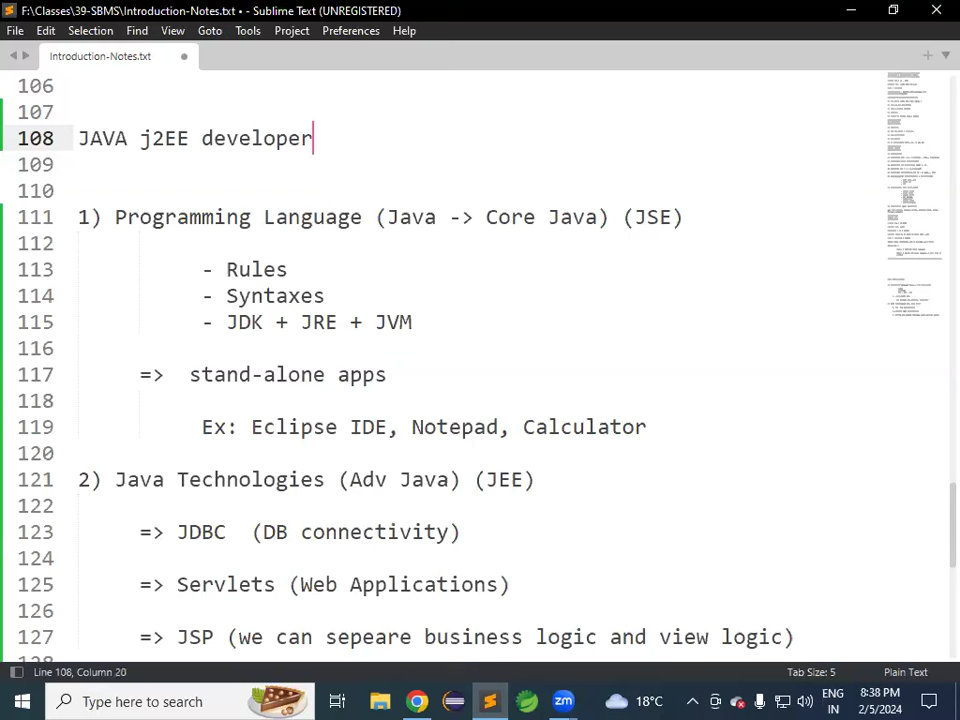 F:\Classes\39-SBMS\Introduction-Notes.txt • - Sublime Text (UNREGISTERED)
File Edit Selection Find View Goto Tools Project Preferences Help
Introduction-Notes.txt
106
107
108 JAVA j2EE developer
109
110
111 1) Programming Language (Java -> Core Java) (JSE)
112
113 - Rules
114 - Syntaxes
115 - JDK + JRE + JVM
116
117 => stand-alone apps
118
119 Ex: Eclipse IDE, Notepad, Calculator
120
121 2) Java Technologies (Adv Java) (JEE)
122
123 => JDBC (DB connectivity)
124
125 => Servlets (Web Applications)
126
127 => JSP (we can sepeare business logic and view logic)
Line 108, Column 20 Tab Size: 5 Plain Text
Type here to search 18°C ENG IN 8:38 PM 2/5/2024